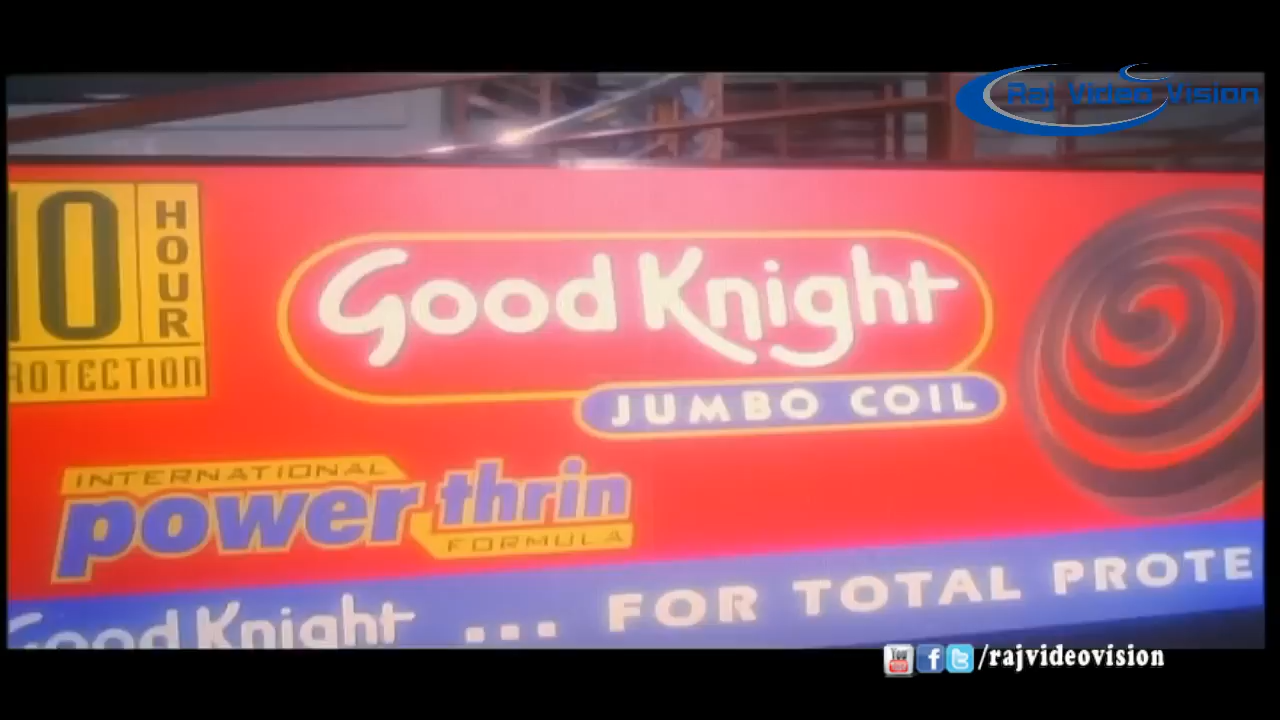 Raj Video Vision
10 HOUR
PROTECTION
Good Knight
JUMBO COIL
INTERNATIONAL
power thrin
FORMULA
Good Knight ... FOR TOTAL PROTE
/rajvideovision